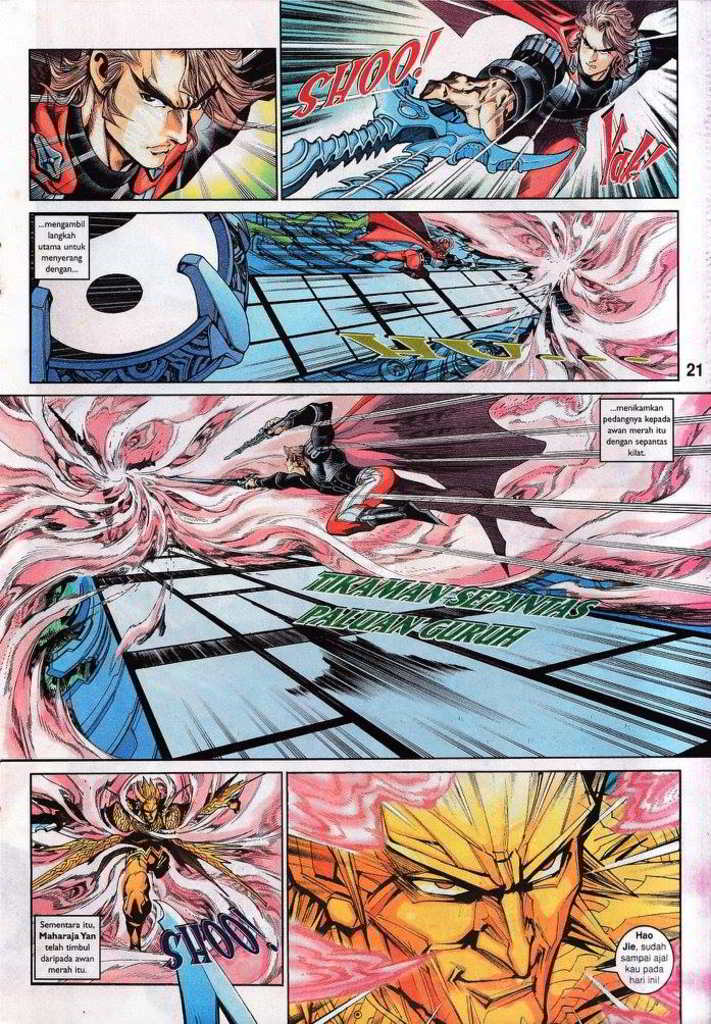 SHOO!
Yah!
...mengambil
langkah
utama untuk
menyerang
dengan...
HU...
21
...menikamkan
pedangnya kepada
awan merah itu
dengan sepantas
kilat.
TIKAMAN SEPANTAS
PALUAN GURUH
Sementara itu,
Maharaja Yan
telah timbul
daripada awan
merah itu.
SHOO!
Hao
Jie, sudah
sampai ajal
kau pada
hari ini!